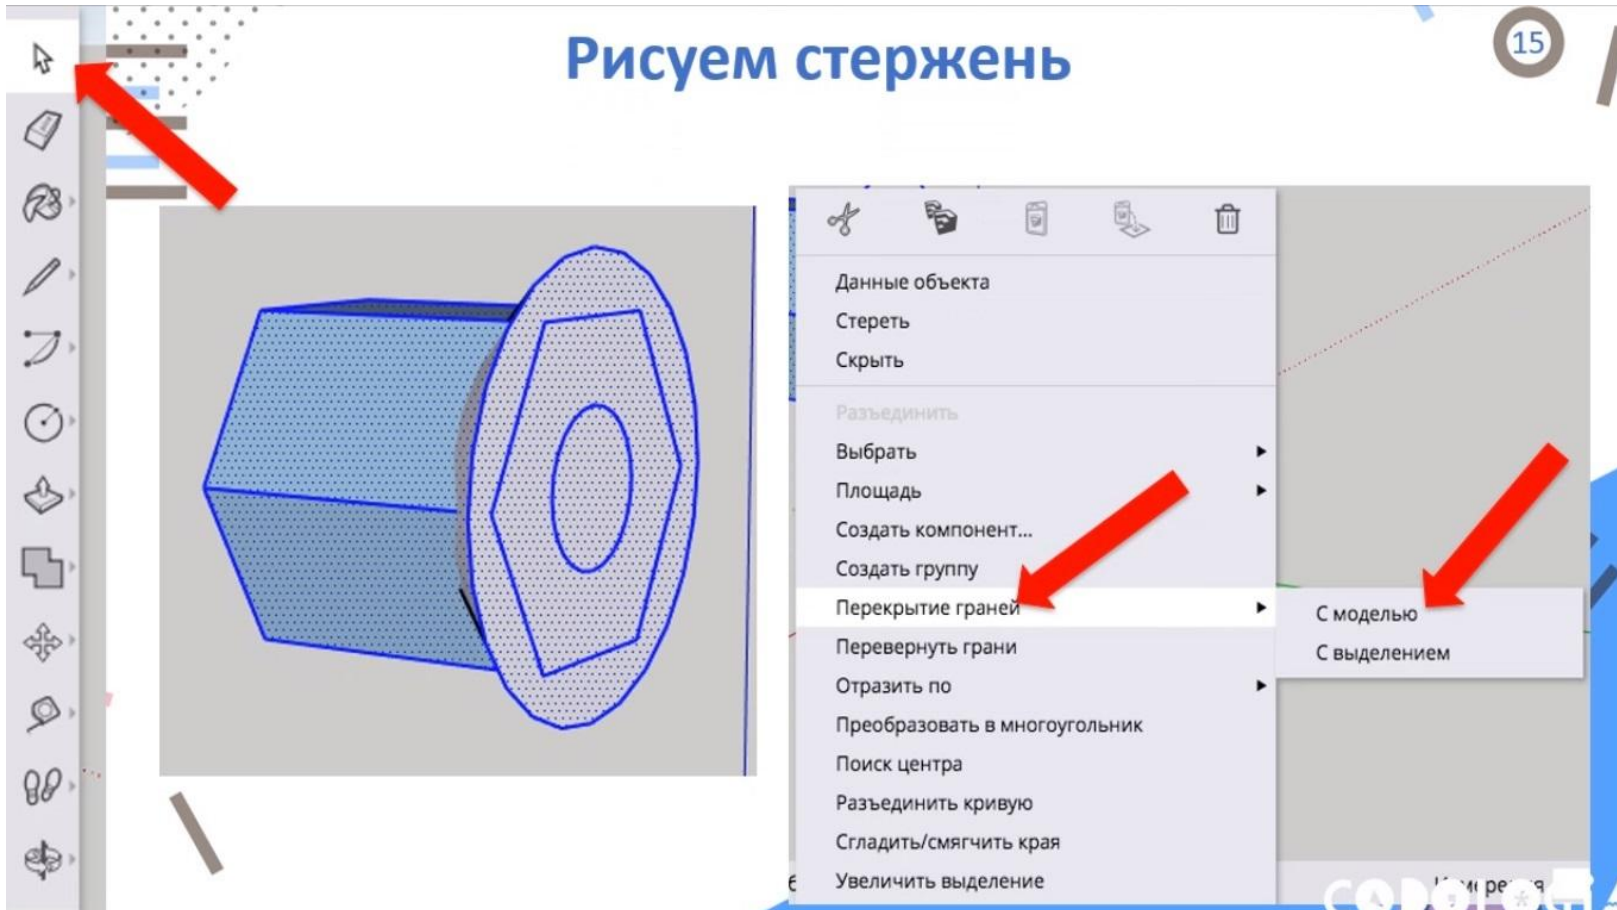 Рисуем стержень
15
Данные объекта
Стереть
Скрыть
Разъединить
Выбрать
Площадь
Создать компонент...
Создать группу
Перекрытие граней
С моделью
Перевернуть грани
С выделением
Отразить по
Преобразовать в многоугольник
Поиск центра
Разъединить кривую
Сгладить/смягчить края
Увеличить выделение